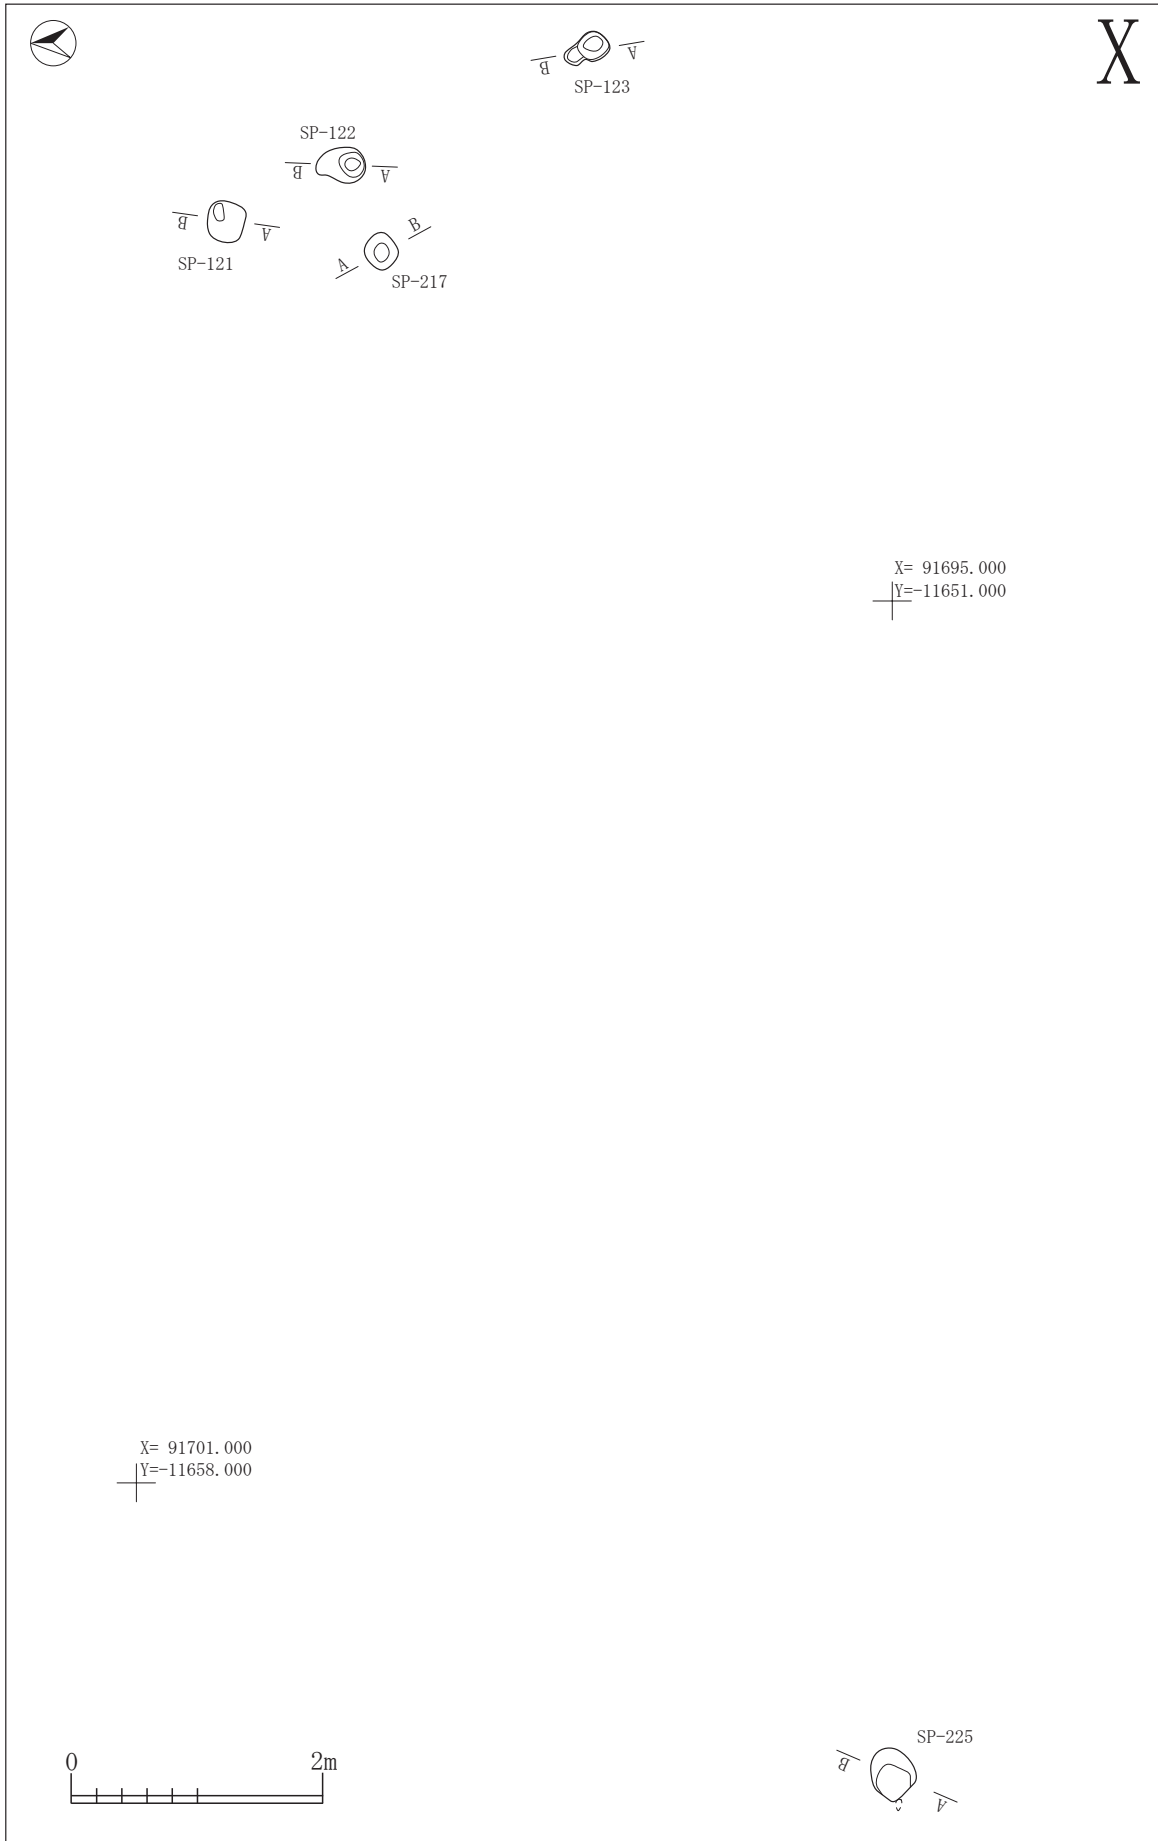 X
B
A
SP-123
SP-122
B
A
B
A
SP-121
A
B
SP-217
X= 91695.000
Y=-11651.000
X= 91701.000
Y=-11658.000
SP-225
B
A
0 2m